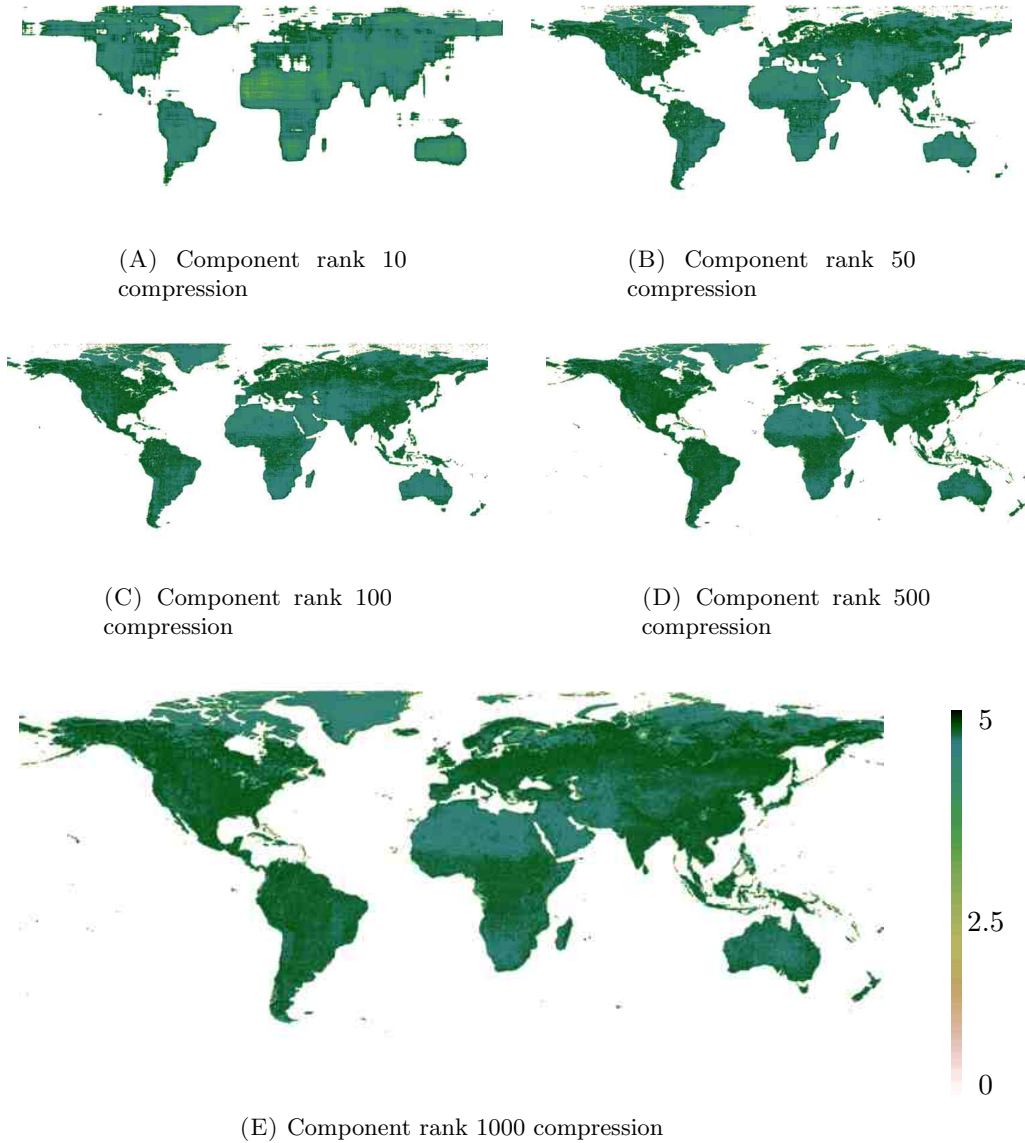 (A) Component rank 10
compression
(B) Component rank 50
compression
(C) Component rank 100
compression
(D) Component rank 500
compression
5
2.5
0
(E) Component rank 1000 compression